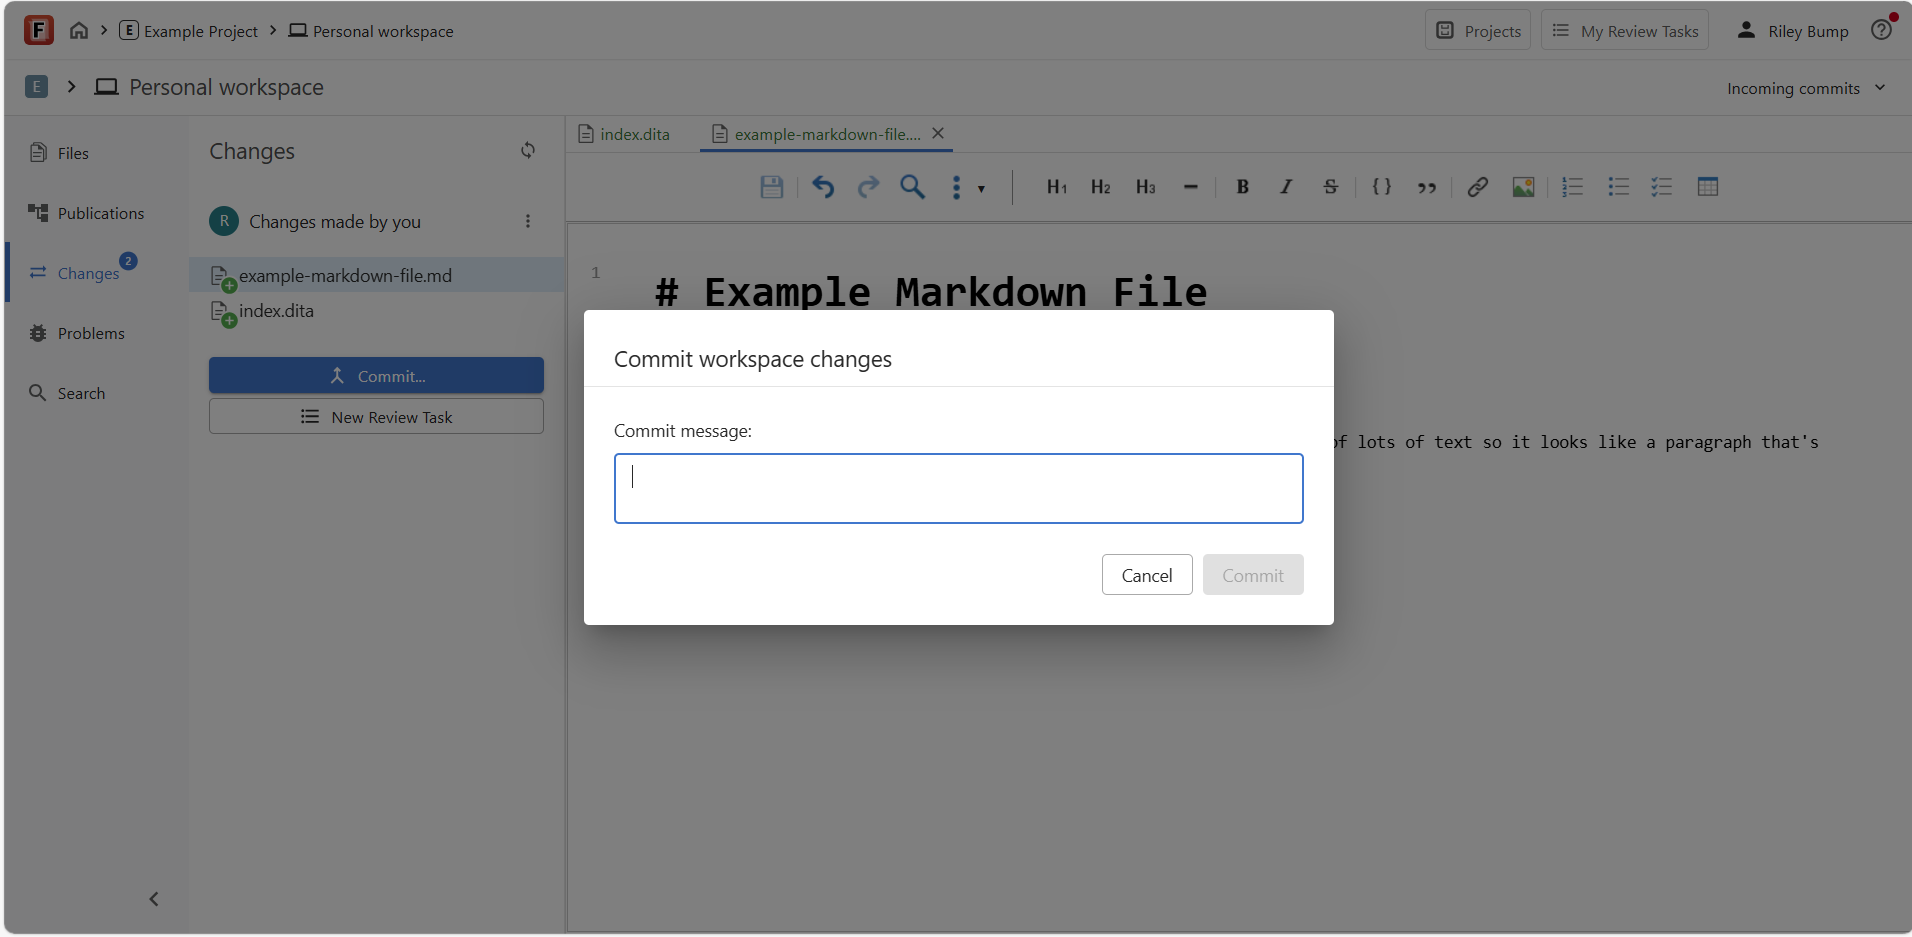 F > E Example Project > Personal workspace Projects My Review Tasks Riley Bump ?
E > Personal workspace Incoming commits
Files
Publications
Changes 2
Problems
Search
Changes
R Changes made by you
example-markdown-file.md
index.dita
Commit...
New Review Task
index.dita example-markdown-file....
H1 H2 H3 B I S { } ”
1 # Example Markdown File
of lots of text so it looks like a paragraph that's
Commit workspace changes
Commit message:
Cancel Commit